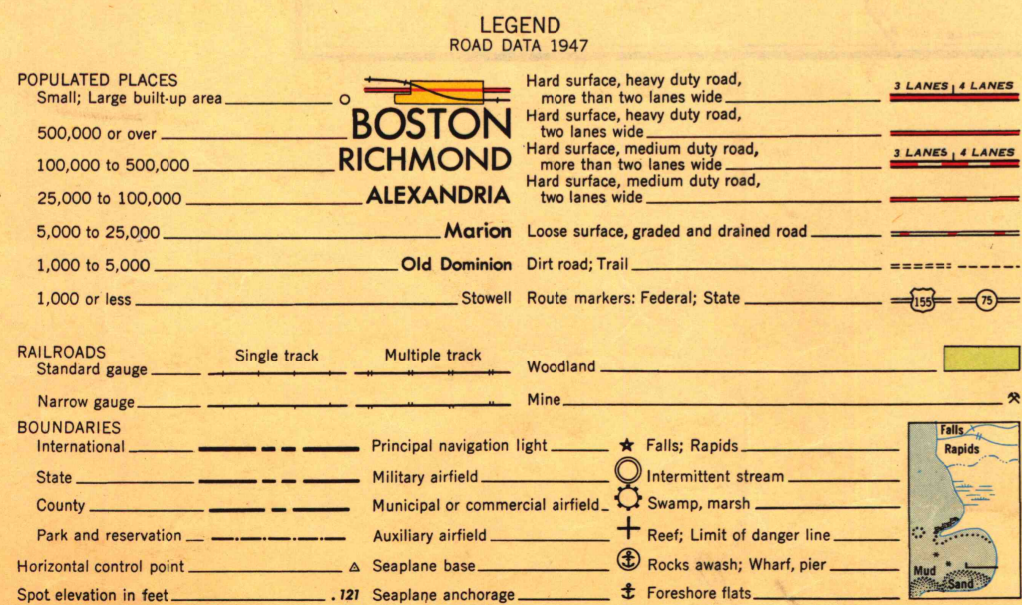 LEGEND
ROAD DATA 1947
POPULATED PLACES
Small; Large built-up area
500,000 or over BOSTON
100,000 to 500,000 RICHMOND
25,000 to 100,000 ALEXANDRIA
5,000 to 25,000 Marion
1,000 to 5,000 Old Dominion
1,000 or less Stowell
Hard surface, heavy duty road,
more than two lanes wide 3 LANES 4 LANES
Hard surface, heavy duty road,
two lanes wide
Hard surface, medium duty road,
more than two lanes wide 3 LANES 4 LANES
Hard surface, medium duty road,
two lanes wide
Loose surface, graded and drained road
Dirt road; Trail
Route markers: Federal; State 155 75
RAILROADS Single track Multiple track
Standard gauge
Narrow gauge
Woodland
Mine
BOUNDARIES
International
State
County
Park and reservation
Horizontal control point
Spot elevation in feet .121
Principal navigation light
Military airfield
Municipal or commercial airfield
Auxiliary airfield
Seaplane base
Seaplane anchorage
Falls; Rapids
Intermittent stream
Swamp, marsh
Reef; Limit of danger line
Rocks awash; Wharf, pier
Foreshore flats
Falls
Rapids
Mud
Sand